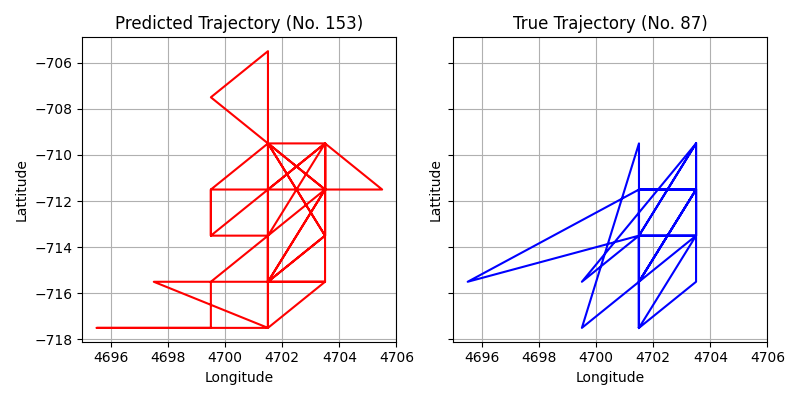 Predicted Trajectory (No. 153)
True Trajectory (No. 87)
−706
−708
−710
−712
−714
−716
−718
Lattitude
Lattitude
4696 4698 4700 4702 4704 4706
4696 4698 4700 4702 4704 4706
Longitude
Longitude